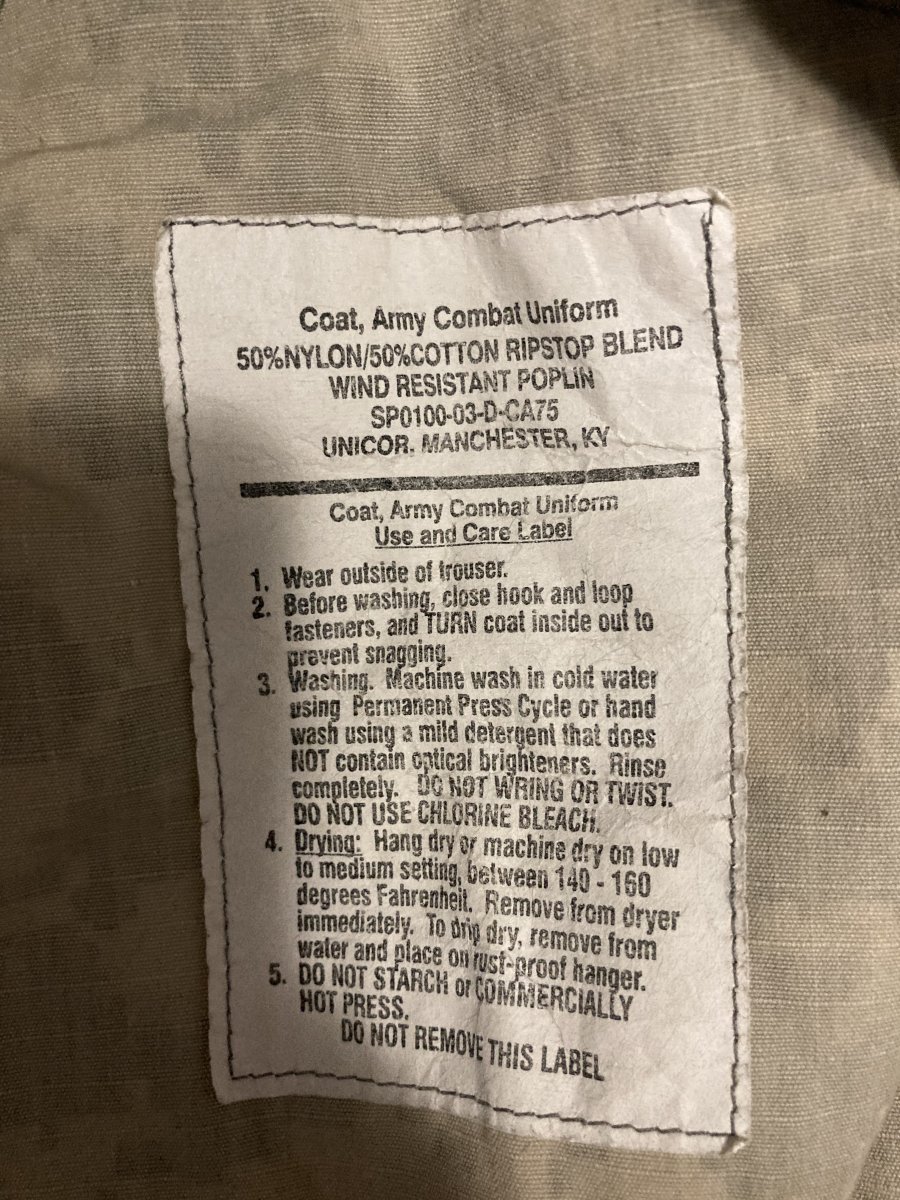 Coat, Army Combat Uniform
50%NYLON/50%COTTON RIPSTOP BLEND
WIND RESISTANT POPLIN
SP0100-03-D-CA75
UNICOR. MANCHESTER, KY
Coat, Army Combat Uniform
Use and Care Label
1. Wear outside of trouser.
2. Before washing, close hook and loop
fasteners, and TURN coat inside out to
prevent snagging.
3. Washing. Machine wash in cold water
using Permanent Press Cycle or hand
wash using a mild detergent that does
NOT contain optical brighteners. Rinse
completely. DO NOT WRING OR TWIST.
DO NOT USE CHLORINE BLEACH.
4. Drying: Hang dry or machine dry on low
to medium setting, between 140 - 160
degrees Fahrenheit. Remove from dryer
immediately. To drip dry, remove from
water and place on rust-proof hanger.
5. DO NOT STARCH or COMMERCIALLY
HOT PRESS.
DO NOT REMOVE THIS LABEL